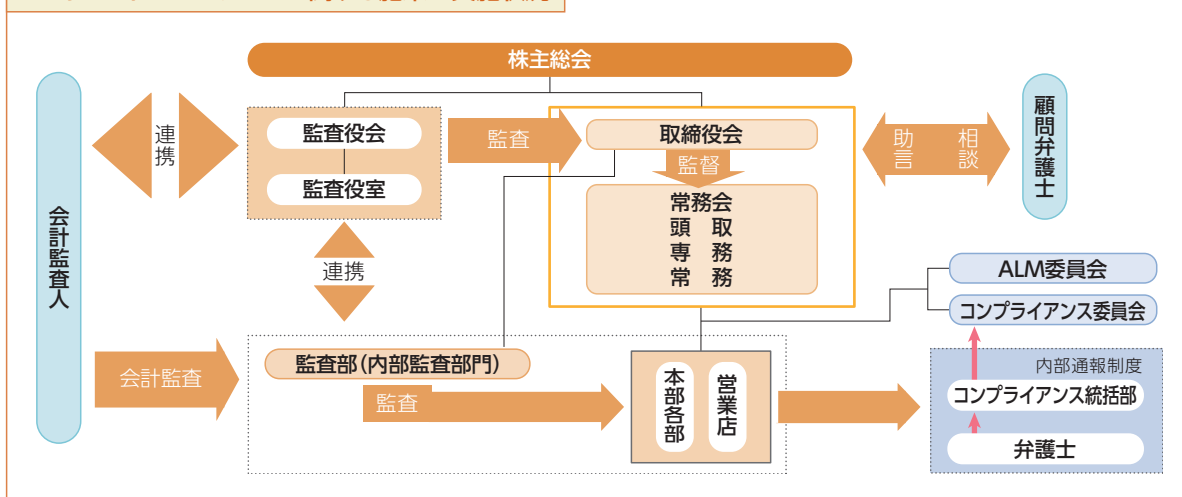 株主総会
会計監査人
連携
監査役会
監査役室
監査
取締役会
監督
常務会
頭 取
専 務
常 務
助言
相談
顧問弁護士
連携
ALM委員会
コンプライアンス委員会
会計監査
監査部(内部監査部門)
監査
本部各部
営業店
内部通報制度
コンプライアンス統括部
弁護士